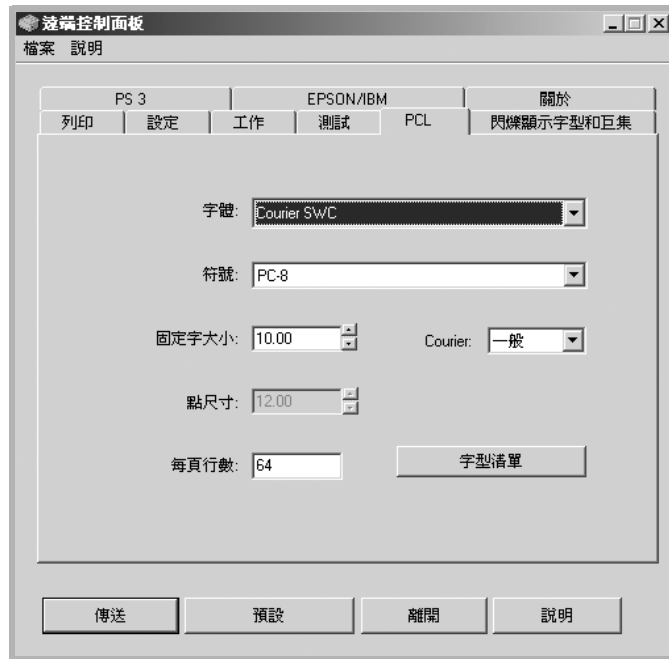 遠端控制面板
檔案 說明
PS 3 EPSON/IBM 關於
列印 設定 工作 測試 PCL 閃爍顯示字型和巨集
字體: Courier SWC
符號: PC-8
固定字大小: 10.00 Courier: 一般
點尺寸: 12.00
每頁行數: 64 字型清單
傳送 預設 離開 說明